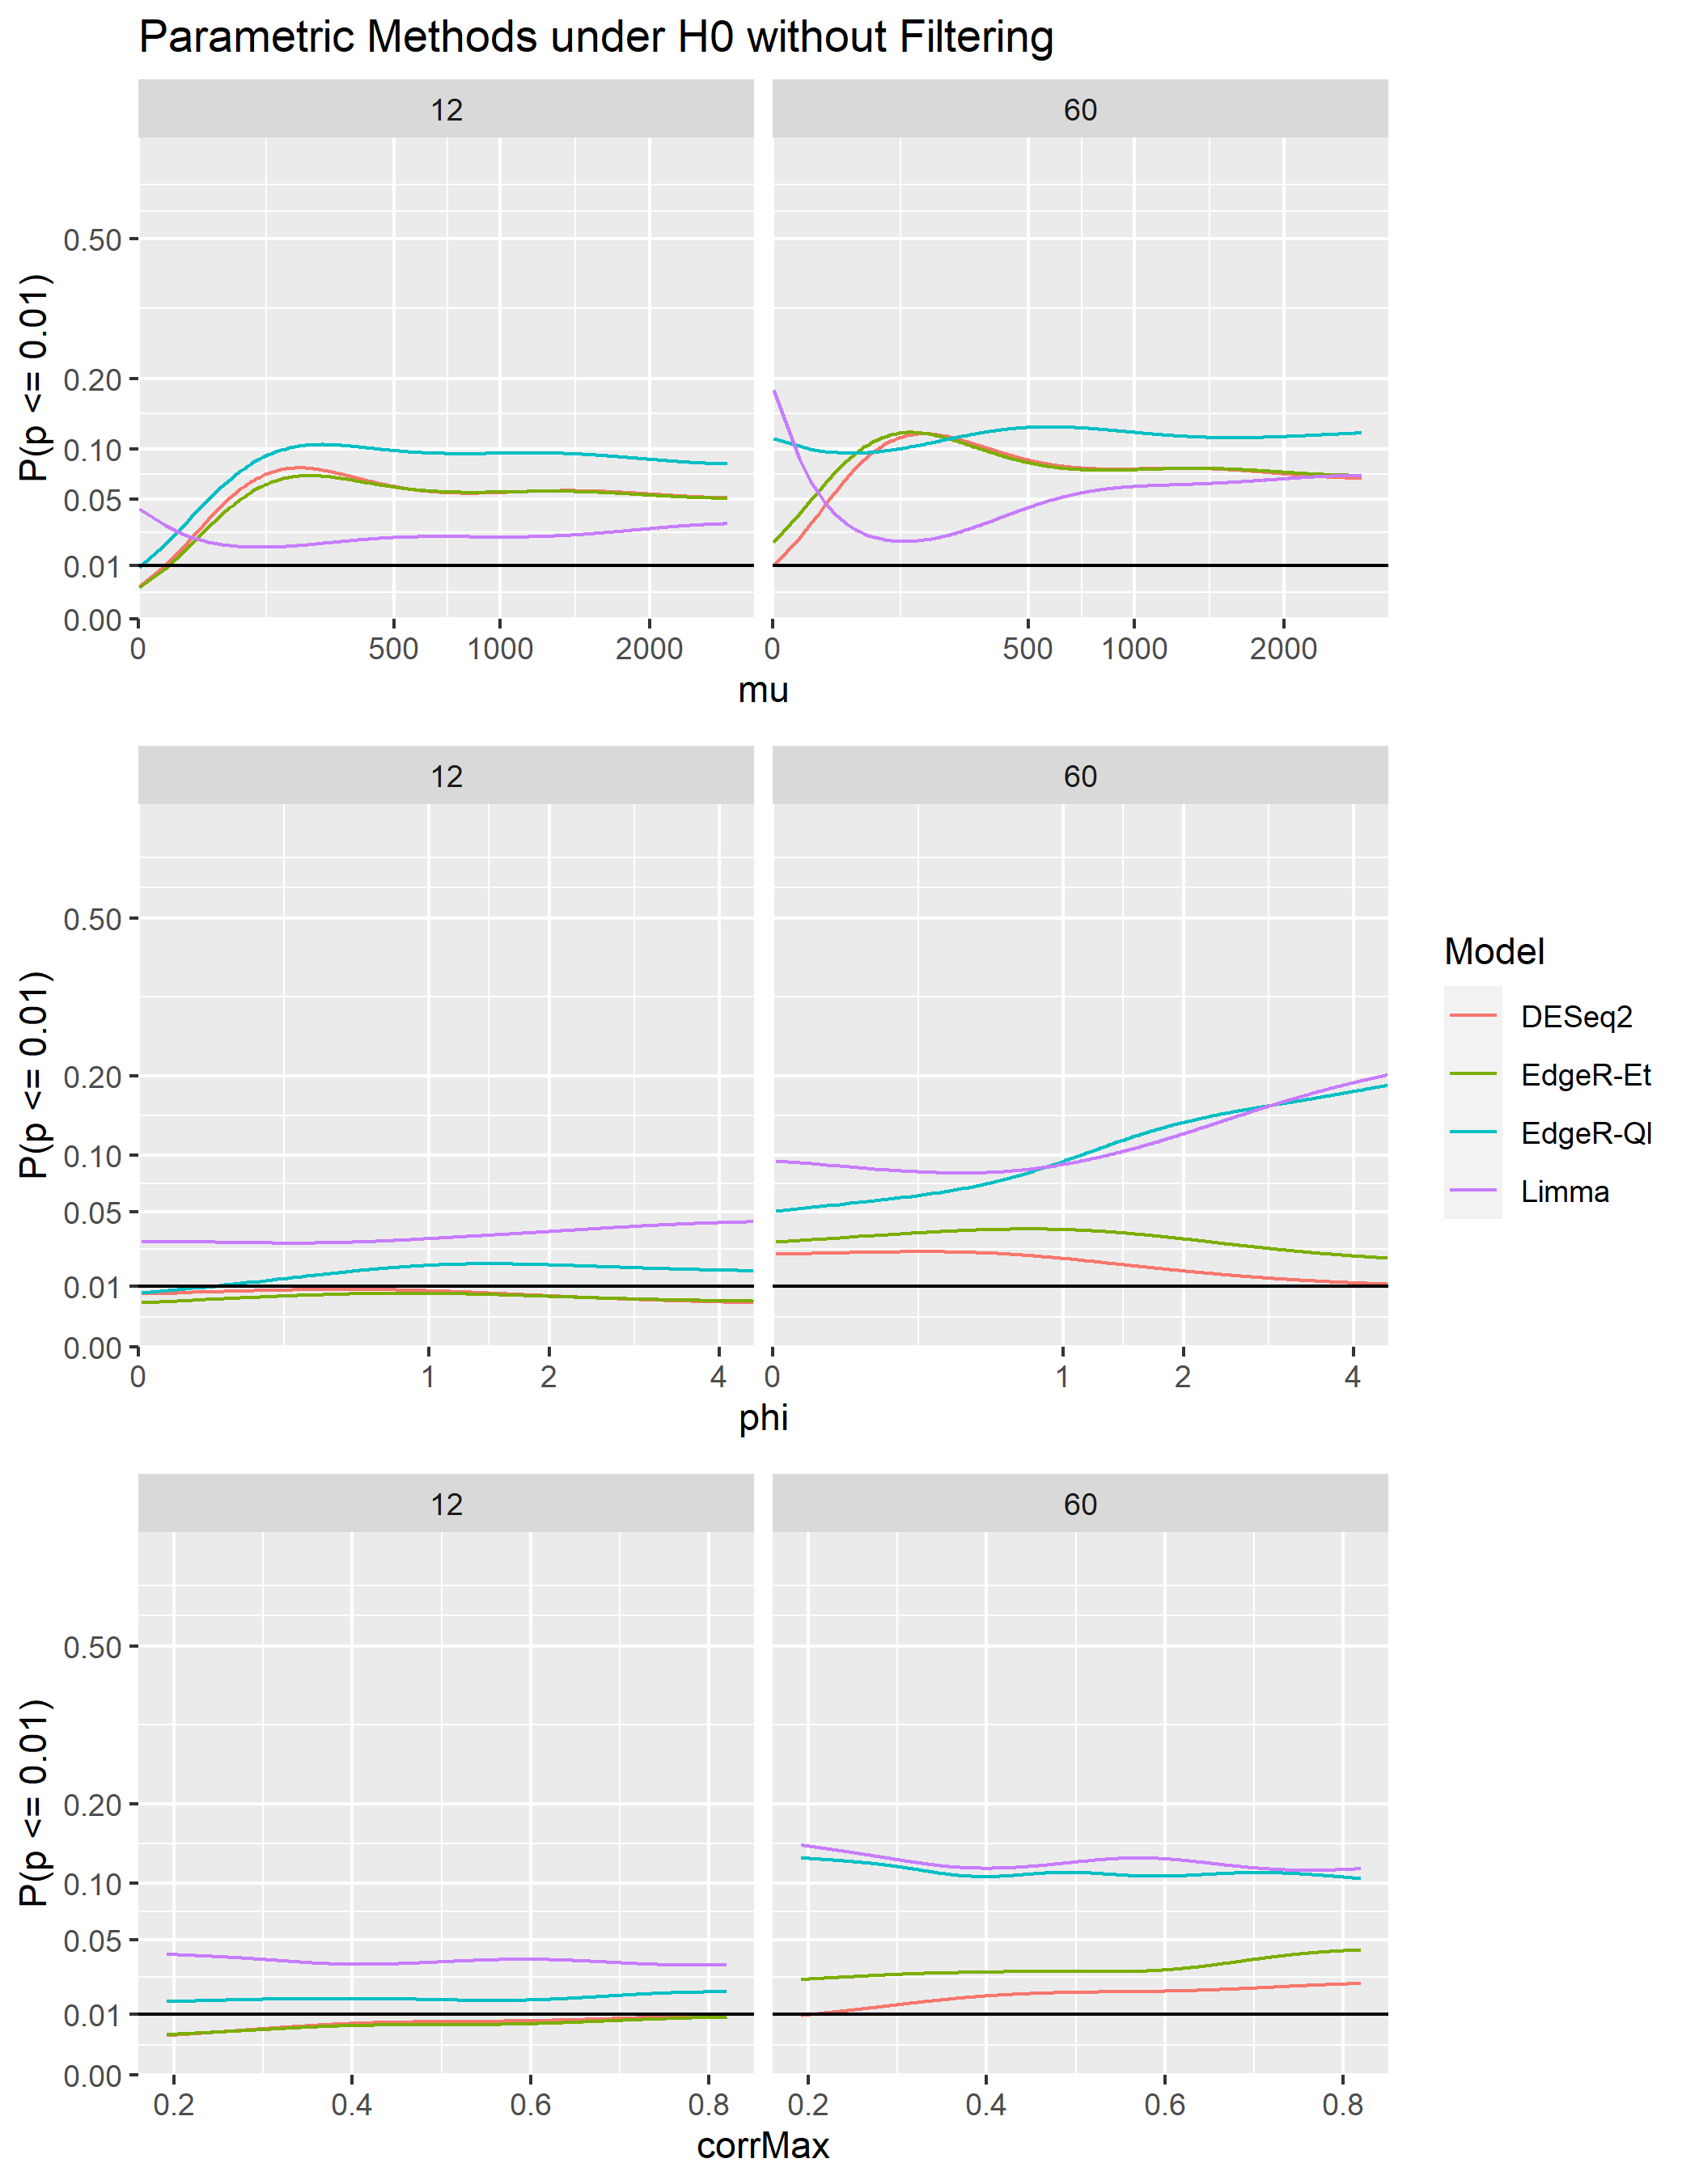 Parametric Methods under H0 without Filtering
12 60
P(p <= 0.01)
0.50
0.20
0.10
0.05
0.01
0.00
0 500 1000 2000 0 500 1000 2000
mu
12 60
P(p <= 0.01)
0.50
0.20
0.10
0.05
0.01
0.00
0 1 2 4 0 1 2 4
phi
Model
DESeq2
EdgeR-Et
EdgeR-Ql
Limma
12 60
P(p <= 0.01)
0.50
0.20
0.10
0.05
0.01
0.00
0.2 0.4 0.6 0.8 0.2 0.4 0.6 0.8
corrMax